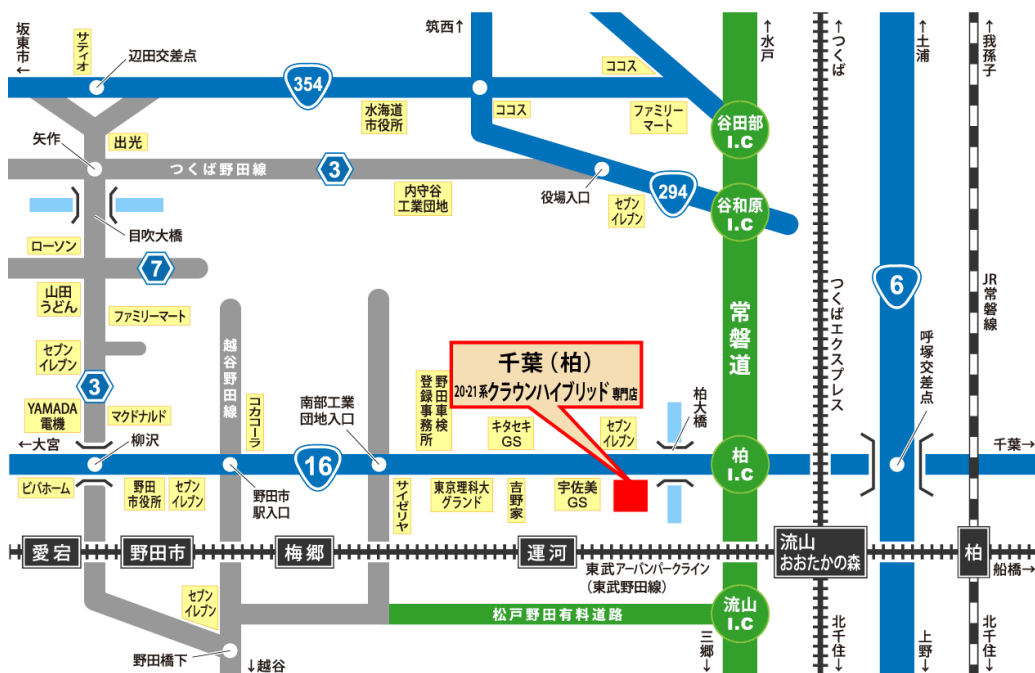 坂東市←
サティオ
辺田交差点
354
筑西↑
水海道
市役所
ココス
ココス
ファミリー
マート
↑水戸
谷田部
I.C
↑つくば
↑土浦
↑我孫子
矢作
出光
つくば野田線
3
内守谷
工業団地
役場入口
294
セブン
イレブン
谷和原
I.C
目吹大橋
ローソン
7
山田
うどん
ファミリーマート
セブン
イレブン
3
YAMADA
電機
マクドナルド
←大宮
柳沢
越谷野田線
コカコーラ
南部工業
団地入口
野田車検
登録事務所
千葉（柏）
20-21系クラウンハイブリッド 専門店
キタセキ
GS
セブン
イレブン
柏大橋
常磐道
つくばエクスプレス
6
呼塚交差点
JR常磐線
千葉→
16
柏
I.C
ビバホーム
野田
市役所
セブン
イレブン
野田市
駅入口
サイゼリヤ
東京理科大
グランド
吉野家
宇佐美
GS
愛宕
野田市
梅郷
運河
東武アーバンパークライン
（東武野田線）
流山
おおたかの森
柏
船橋→
セブン
イレブン
松戸野田有料道路
流山
I.C
野田橋下
↓越谷
三郷↓
北千住↓
上野↓
北千住↓